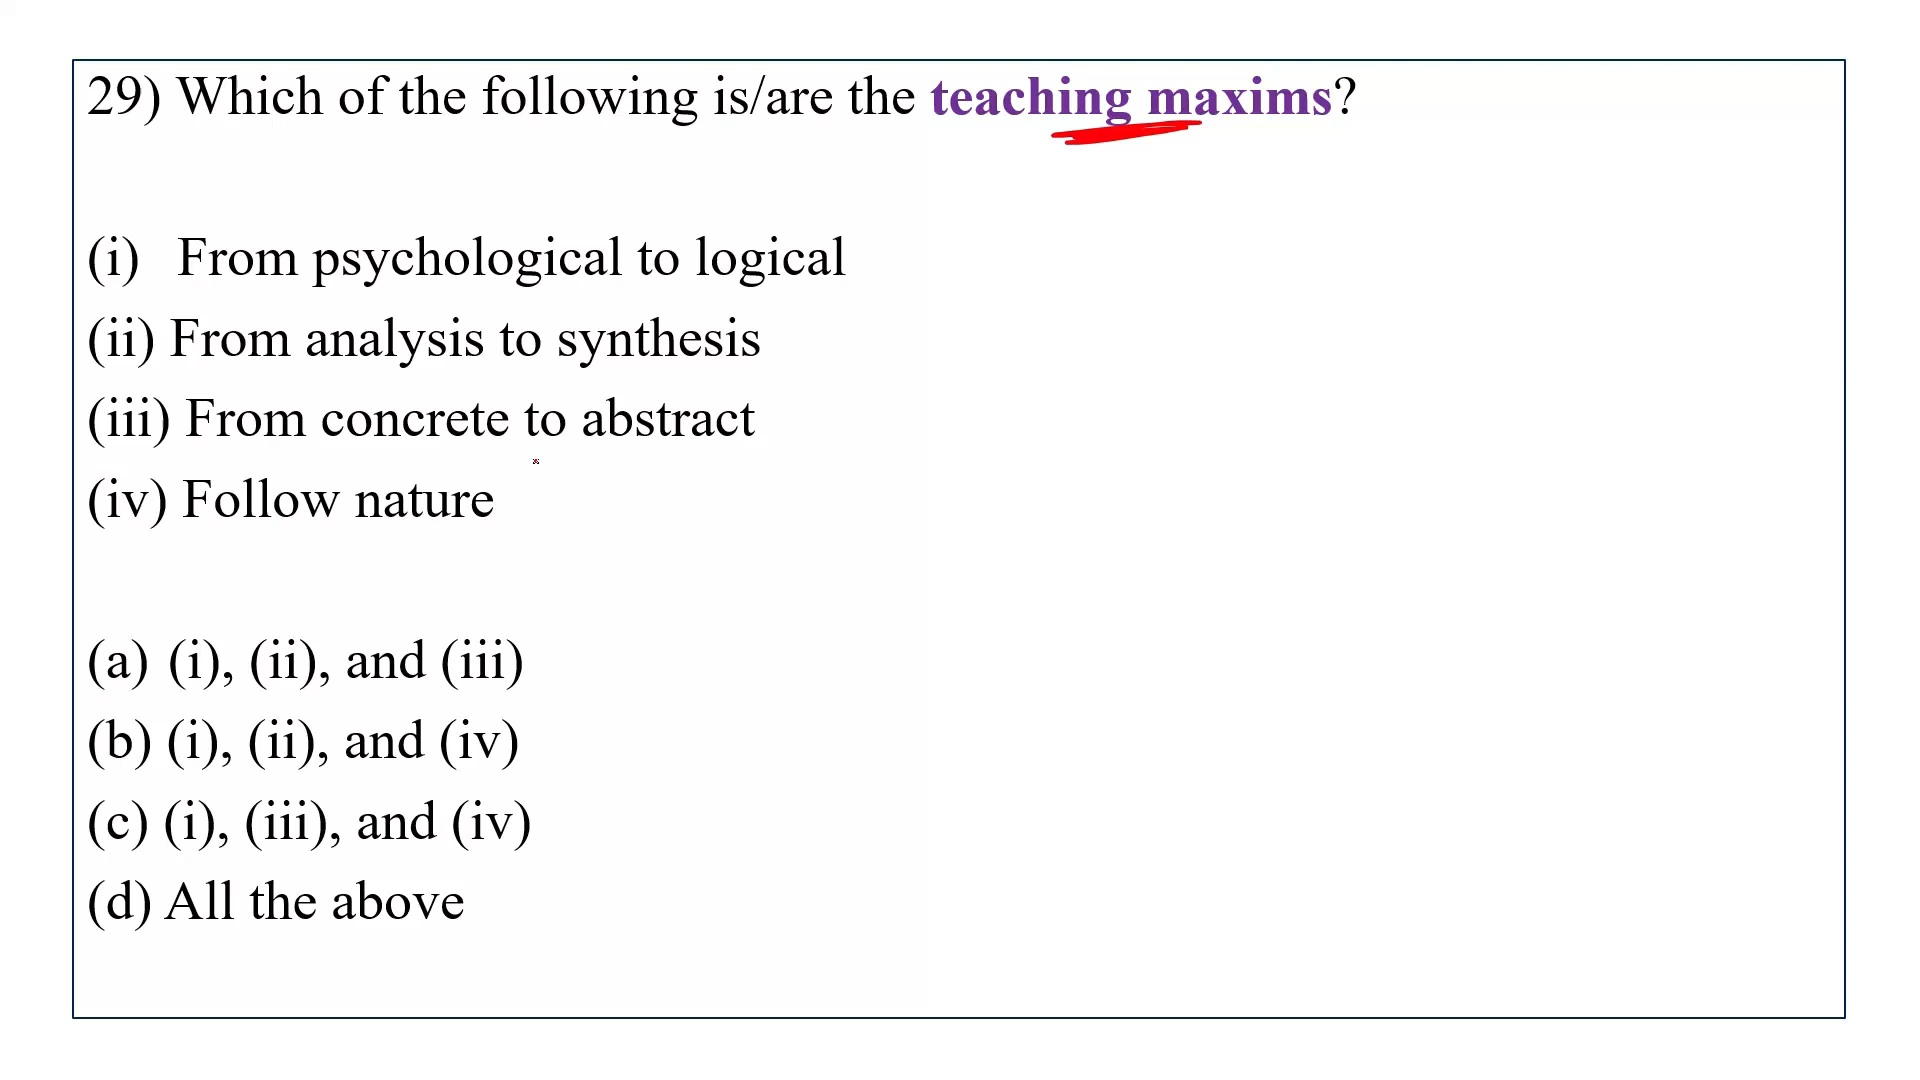 29) Which of the following is/are the teaching maxims?
(i) From psychological to logical
(ii) From analysis to synthesis
(iii) From concrete to abstract
(iv) Follow nature
(a) (i), (ii), and (iii)
(b) (i), (ii), and (iv)
(c) (i), (iii), and (iv)
(d) All the above